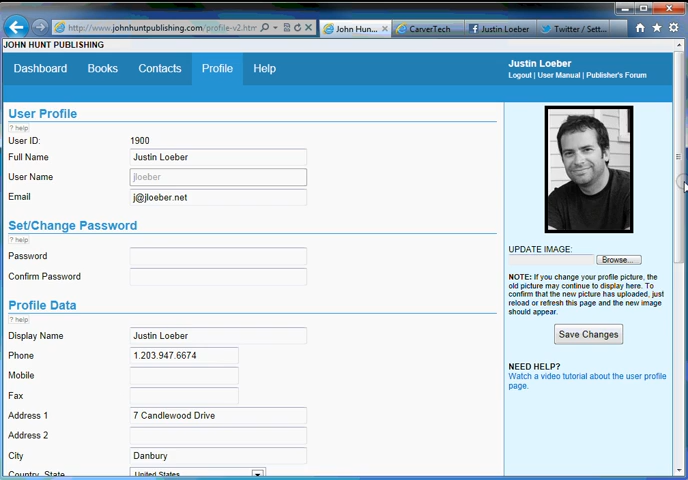 http://www.johnhuntpublishing.com/profile-v2.htm
John Hun...
CarverTech
Justin Loeber
Twitter / Sett...
JOHN HUNT PUBLISHING
Dashboard Books Contacts Profile Help
Justin Loeber
Logout | User Manual | Publisher's Forum
User Profile
? help
User ID: 1900
Full Name Justin Loeber
User Name jloeber
Email j@jloeber.net
Set/Change Password
? help
Password
Confirm Password
Profile Data
? help
Display Name Justin Loeber
Phone 1.203.947.6674
Mobile
Fax
Address 1 7 Candlewood Drive
Address 2
City Danbury
Country, State United States
UPDATE IMAGE:
Browse...
NOTE: If you change your profile picture, the
old picture may continue to display here. To
confirm that the new picture has uploaded, just
reload or refresh this page and the new image
should appear.
Save Changes
NEED HELP?
Watch a video tutorial about the user profile
page.